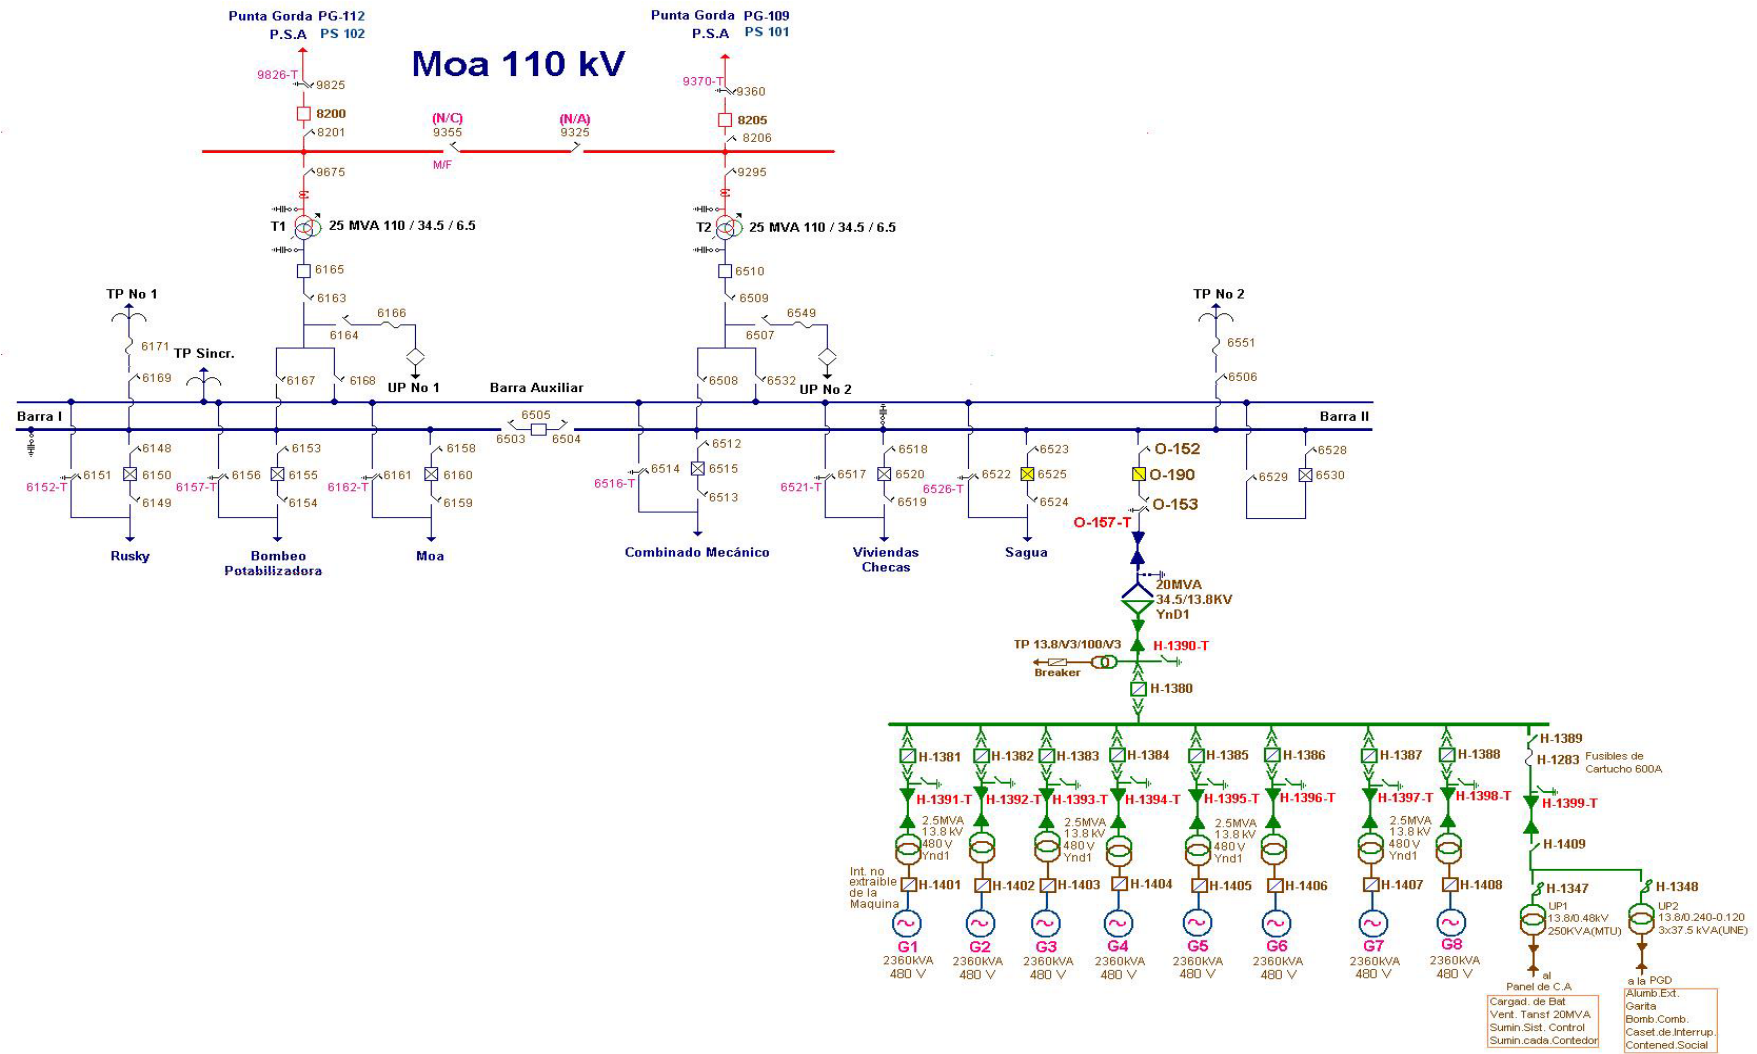 Punta Gorda PG-112
P.S.A PS 102
Punta Gorda PG-109
P.S.A PS 101
Moa 110 kV
9826-T
9825
9370-T
9360
8200
8205
(N/C)
(N/A)
8201
9355
9325
8206
M/F
9675
9295
T1
25 MVA 110 / 34.5 / 6.5
T2
25 MVA 110 / 34.5 / 6.5
6165
6510
TP No 1
6163
6509
TP No 2
6166
6549
6164
6507
6171
TP Sincr.
6551
6169
6167
6168
UP No 1
Barra Auxiliar
6508
6532
UP No 2
6506
Barra I
6505
Barra II
6503
6504
6148
6153
6158
6512
6518
6523
O-152
6528
6151
6150
6156
6155
6161
6160
6514
6515
6517
6520
6522
6525
O-190
6529
6530
6152-T
6157-T
6162-T
6516-T
6521-T
6526-T
6149
6154
6159
6513
6519
6524
O-153
O-157-T
Rusky
Bombeo
Potabilizadora
Moa
Combinado Mecánico
Viviendas
Checas
Sagua
20MVA
34.5/13.8KV
YnD1
TP 13.8/V3/100/V3
H-1390-T
Breaker
H-1380
H-1381
H-1382
H-1383
H-1384
H-1385
H-1386
H-1387
H-1388
H-1389
H-1283
Fusibles de
Cartucho 600A
H-1391-T
H-1392-T
H-1393-T
H-1394-T
H-1395-T
H-1396-T
H-1397-T
H-1398-T
H-1399-T
2.5MVA
13.8 kV
480 V
Ynd1
2.5MVA
13.8 kV
480 V
Ynd1
2.5MVA
13.8 kV
480 V
Ynd1
2.5MVA
13.8 kV
480 V
Ynd1
H-1409
Int. no
extraible
de la
Maquina
H-1401
H-1402
H-1403
H-1404
H-1405
H-1406
H-1407
H-1408
H-1347
H-1348
G1
G2
G3
G4
G5
G6
G7
G8
2360kVA
480 V
2360kVA
480 V
2360kVA
480 V
2360kVA
480 V
2360kVA
480 V
2360kVA
480 V
2360kVA
480 V
2360kVA
480 V
UP1
13.8/0.48kV
250KVA(MTU)
UP2
13.8/0.240-0.120
3x37.5 kVA(UNE)
al
Panel de C.A
a la PGD
Cargad. de Bat
Vent. Tansf 20MVA
Sumin.Sist. Control
Sumin.cada.Contedor
Alumb.Ext.
Garita
Bomb.Comb.
Caset.de.Interrup.
Contened.Social